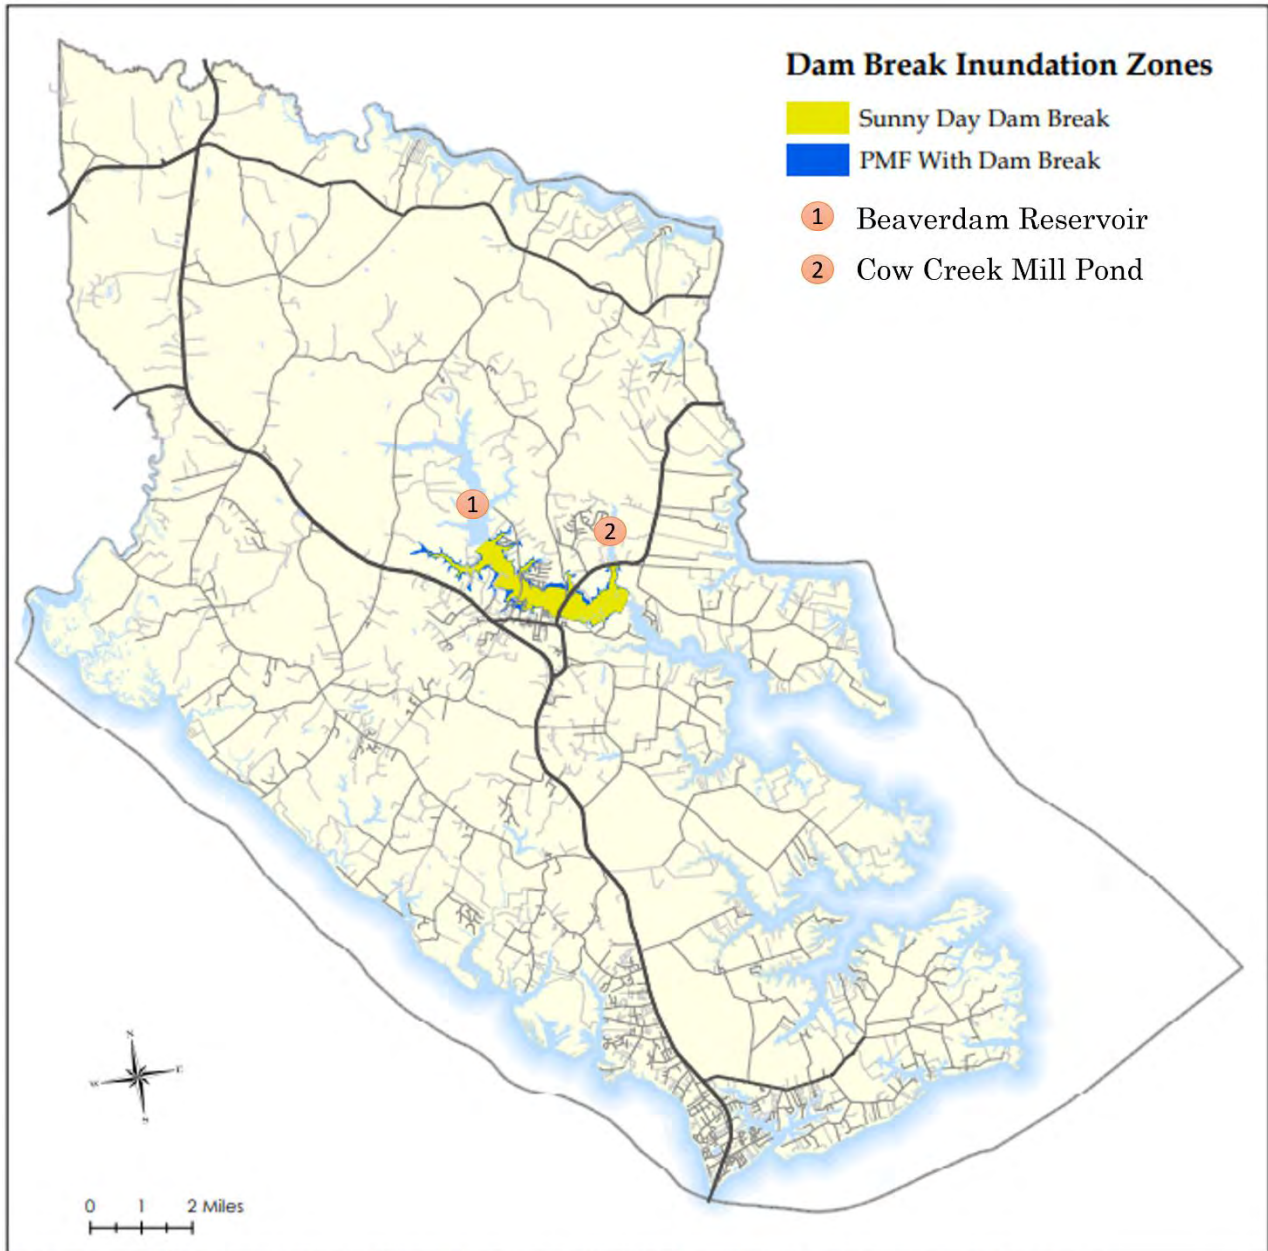 Dam Break Inundation Zones
Sunny Day Dam Break
PMF With Dam Break
1 Beaverdam Reservoir
2 Cow Creek Mill Pond
1
2
N
W E
S
0 1 2 Miles